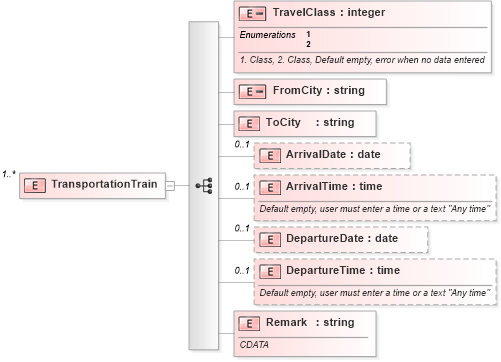 E TravelClass : integer
Enumerations 1
2
1. Class, 2. Class, Default empty, error when no data entered
E FromCity : string
E ToCity : string
0..1
E ArrivalDate : date
1..*
E TransportationTrain
0..1
E ArrivalTime : time
Default empty, user must enter a time or a text "Any time"
0..1
E DepartureDate : date
0..1
E DepartureTime : time
Default empty, user must enter a time or a text "Any time"
E Remark : string
CDATA